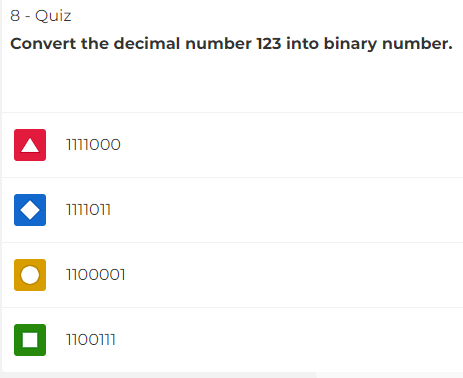 8 - Quiz
Convert the decimal number 123 into binary number.
1111000
1111011
1100001
1100111